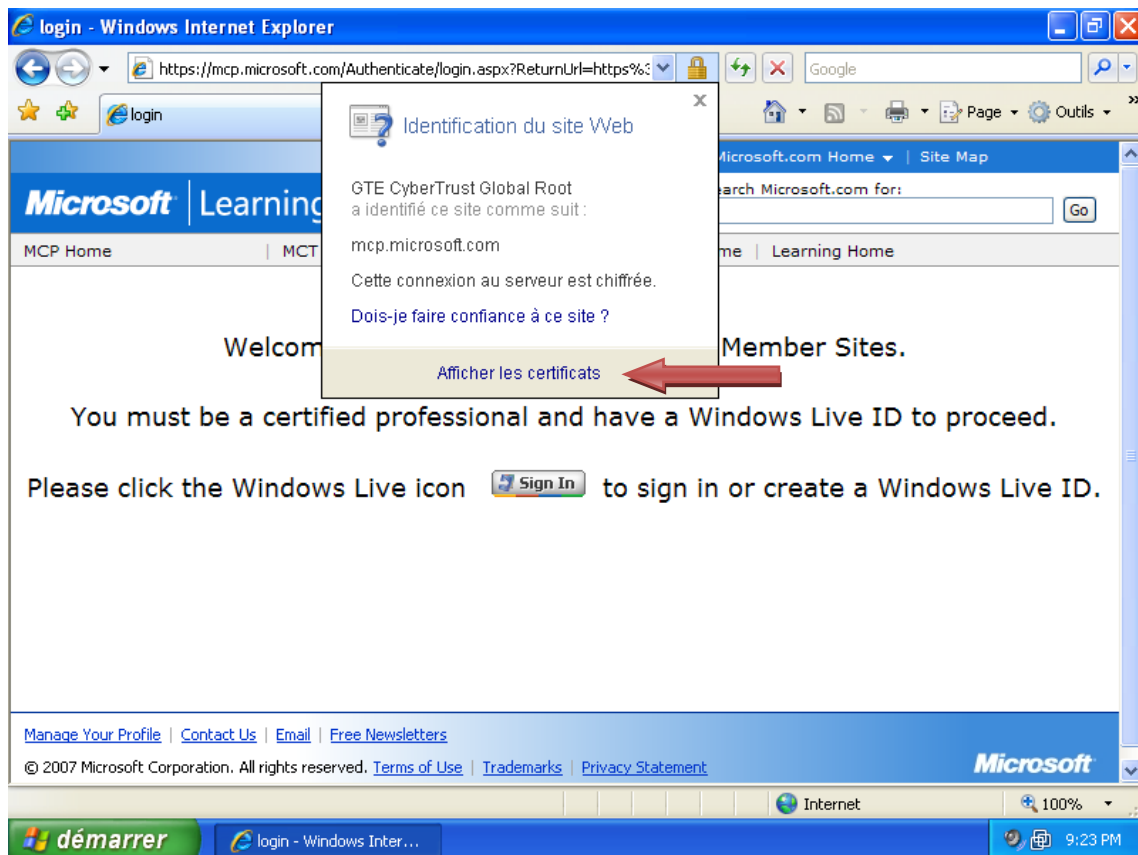 login - Windows Internet Explorer
https://mcp.microsoft.com/Authenticate/login.aspx?ReturnUrl=https%3
Google
login
Page
Outils
Identification du site Web
Microsoft.com Home | Site Map
GTE CyberTrust Global Root
a identifié ce site comme suit :
Microsoft Learning
Microsoft.com for:
Go
mcp.microsoft.com
MCP Home | MCT
| Learning Home
Cette connexion au serveur est chiffrée.
Dois-je faire confiance à ce site ?
Afficher les certificats
Member Sites.
You must be a certified professional and have a Windows Live ID to proceed.
Please click the Windows Live icon Sign In to sign in or create a Windows Live ID.
Manage Your Profile | Contact Us | Email | Free Newsletters
© 2007 Microsoft Corporation. All rights reserved. Terms of Use | Trademarks | Privacy Statement
Microsoft
Internet
100%
démarrer
login - Windows Inter...
9:23 PM